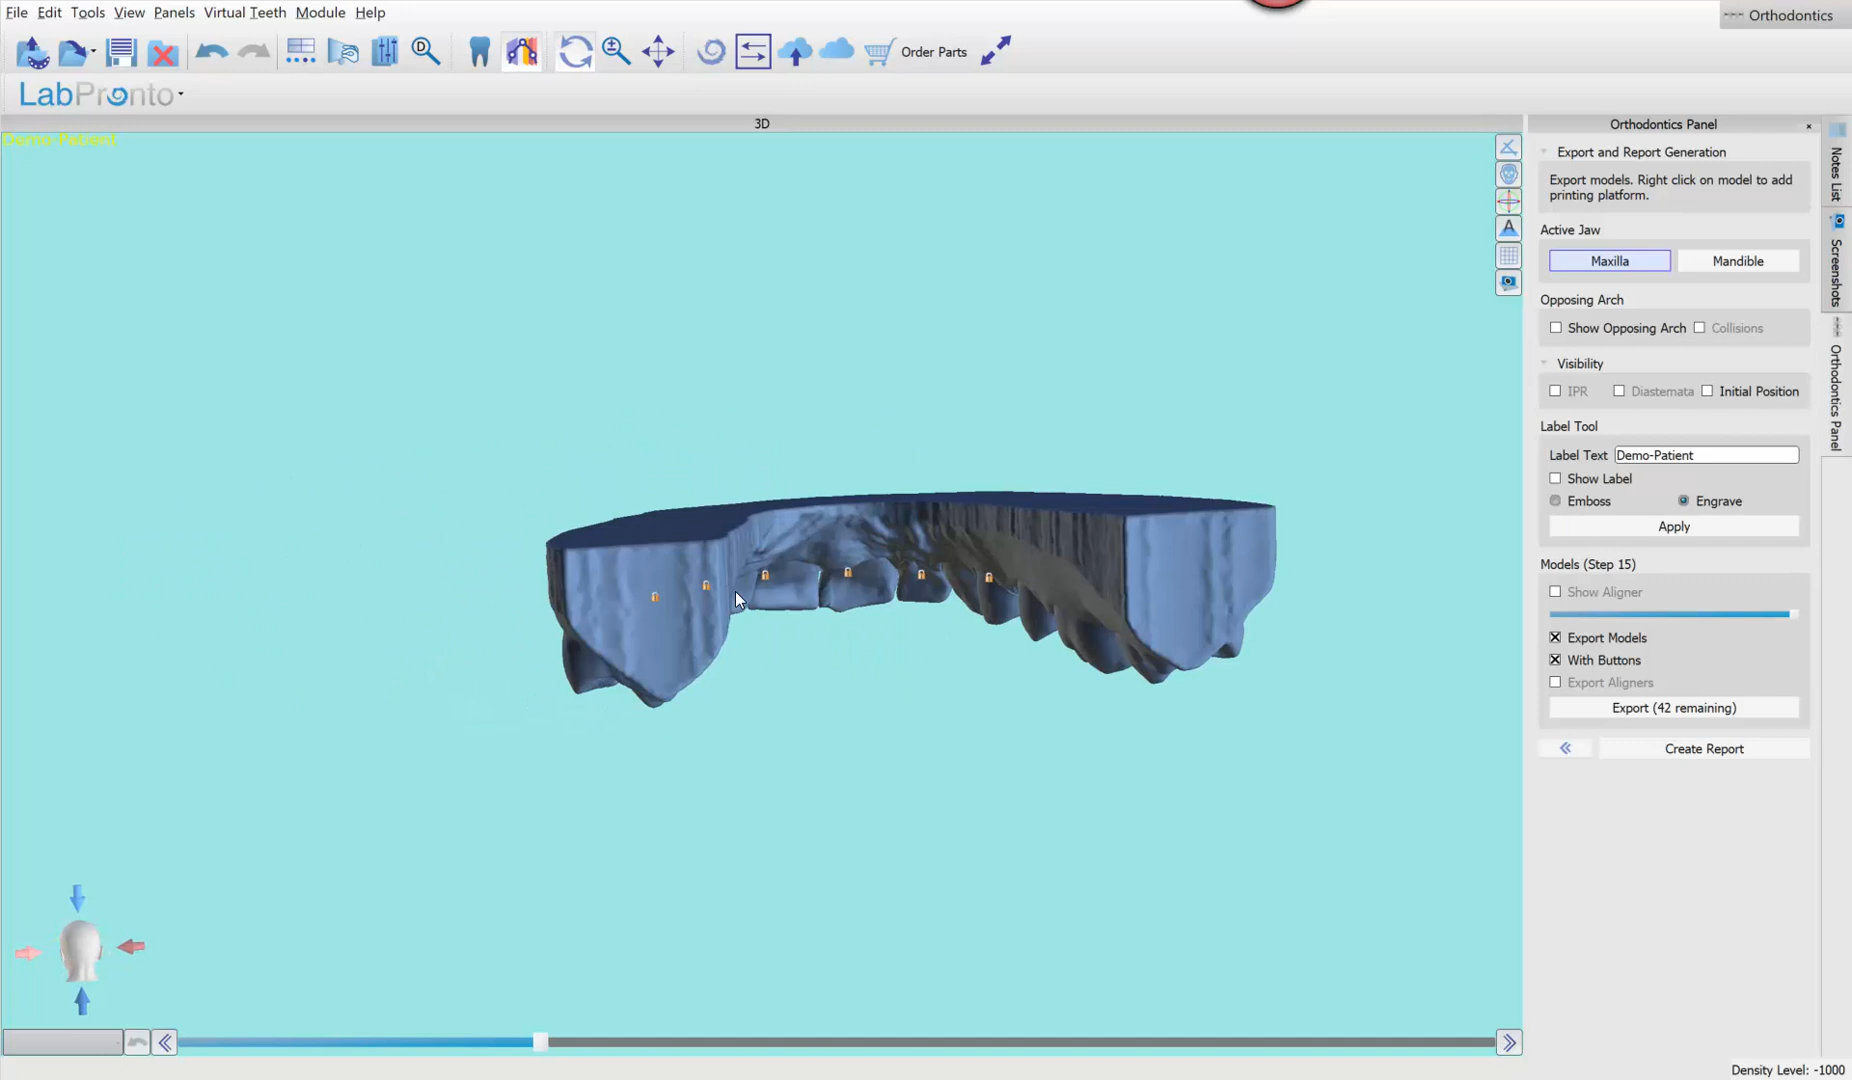 File Edit Tools View Panels Virtual Teeth Module Help
Orthodontics
D
Order Parts
LabPronto
3D
Orthodontics Panel
Demo-Patient
Export and Report Generation
Export models. Right click on model to add
printing platform.
Active Jaw
Maxilla Mandible
Opposing Arch
Show Opposing Arch Collisions
Visibility
IPR Diastemata Initial Position
Label Tool
Label Text Demo-Patient
Show Label
Emboss Engrave
Apply
Models (Step 15)
Show Aligner
Export Models
With Buttons
Export Aligners
Export (42 remaining)
Create Report
A
Notes List
Screenshots
Orthodontics Panel
Density Level: -1000